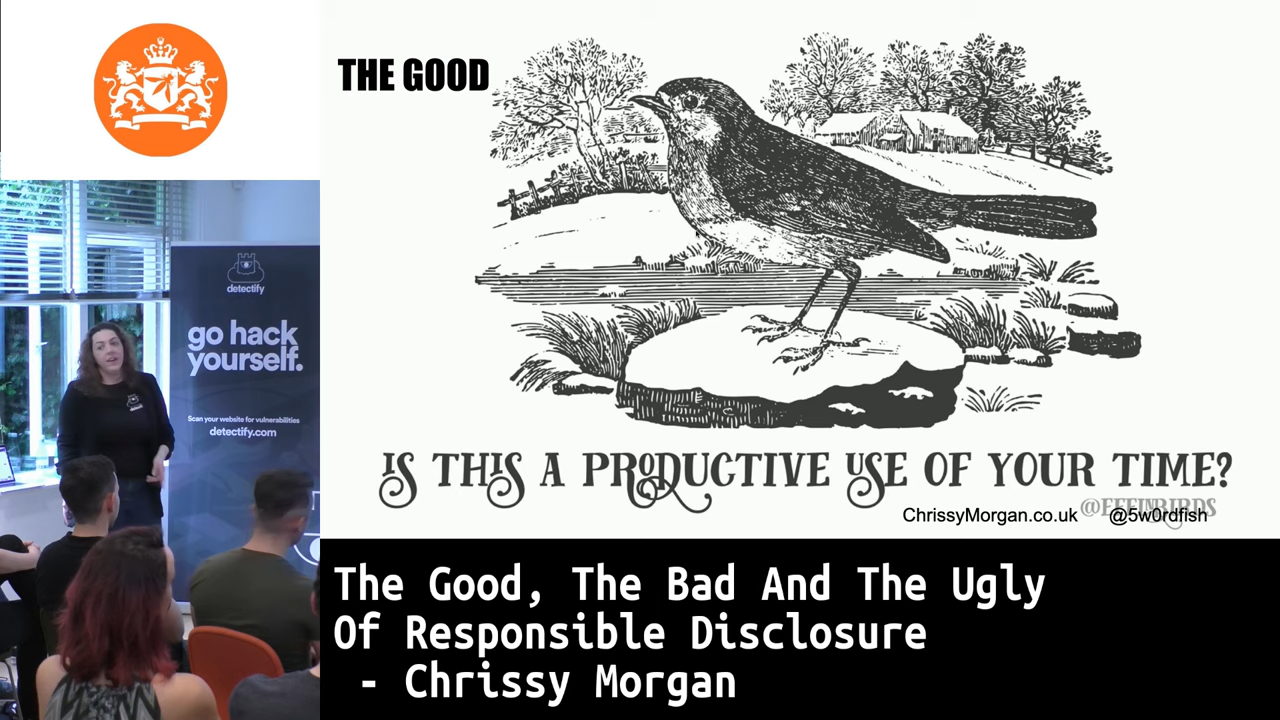 detectify
go hack
yourself.
Scan your website for vulnerabilities
detectify.com
THE GOOD
IS THIS A PRODUCTIVE USE OF YOUR TIME?
@EFFINBIRDS
ChrissyMorgan.co.uk @5w0rdfish
The Good, The Bad And The Ugly
Of Responsible Disclosure
- Chrissy Morgan